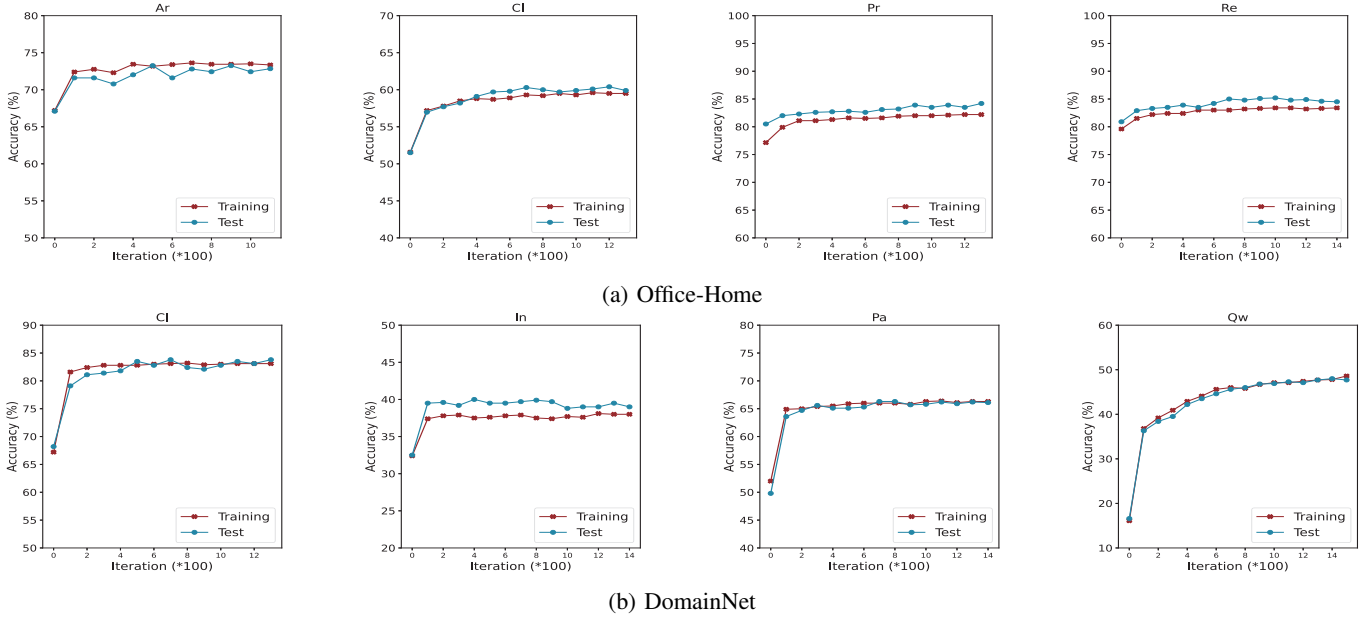 Ar
Accuracy (%)
80
75
70
65
60
55
50
0 2 4 6 8 10
Iteration (*100)
Training
Test
Cl
Accuracy (%)
70
65
60
55
50
45
40
0 2 4 6 8 10 12
Iteration (*100)
Training
Test
Pr
Accuracy (%)
100
95
90
85
80
75
70
65
60
0 2 4 6 8 10 12
Iteration (*100)
Training
Test
Re
Accuracy (%)
100
95
90
85
80
75
70
65
60
0 2 4 6 8 10 12 14
Iteration (*100)
Training
Test
(a) Office-Home
Cl
Accuracy (%)
90
85
80
75
70
65
60
55
50
0 2 4 6 8 10 12
Iteration (*100)
Training
Test
In
Accuracy (%)
50
45
40
35
30
25
20
0 2 4 6 8 10 12 14
Iteration (*100)
Training
Test
Pa
Accuracy (%)
80
75
70
65
60
55
50
45
40
0 2 4 6 8 10 12 14
Iteration (*100)
Training
Test
Qw
Accuracy (%)
60
50
40
30
20
10
0 2 4 6 8 10 12 14
Iteration (*100)
Training
Test
(b) DomainNet